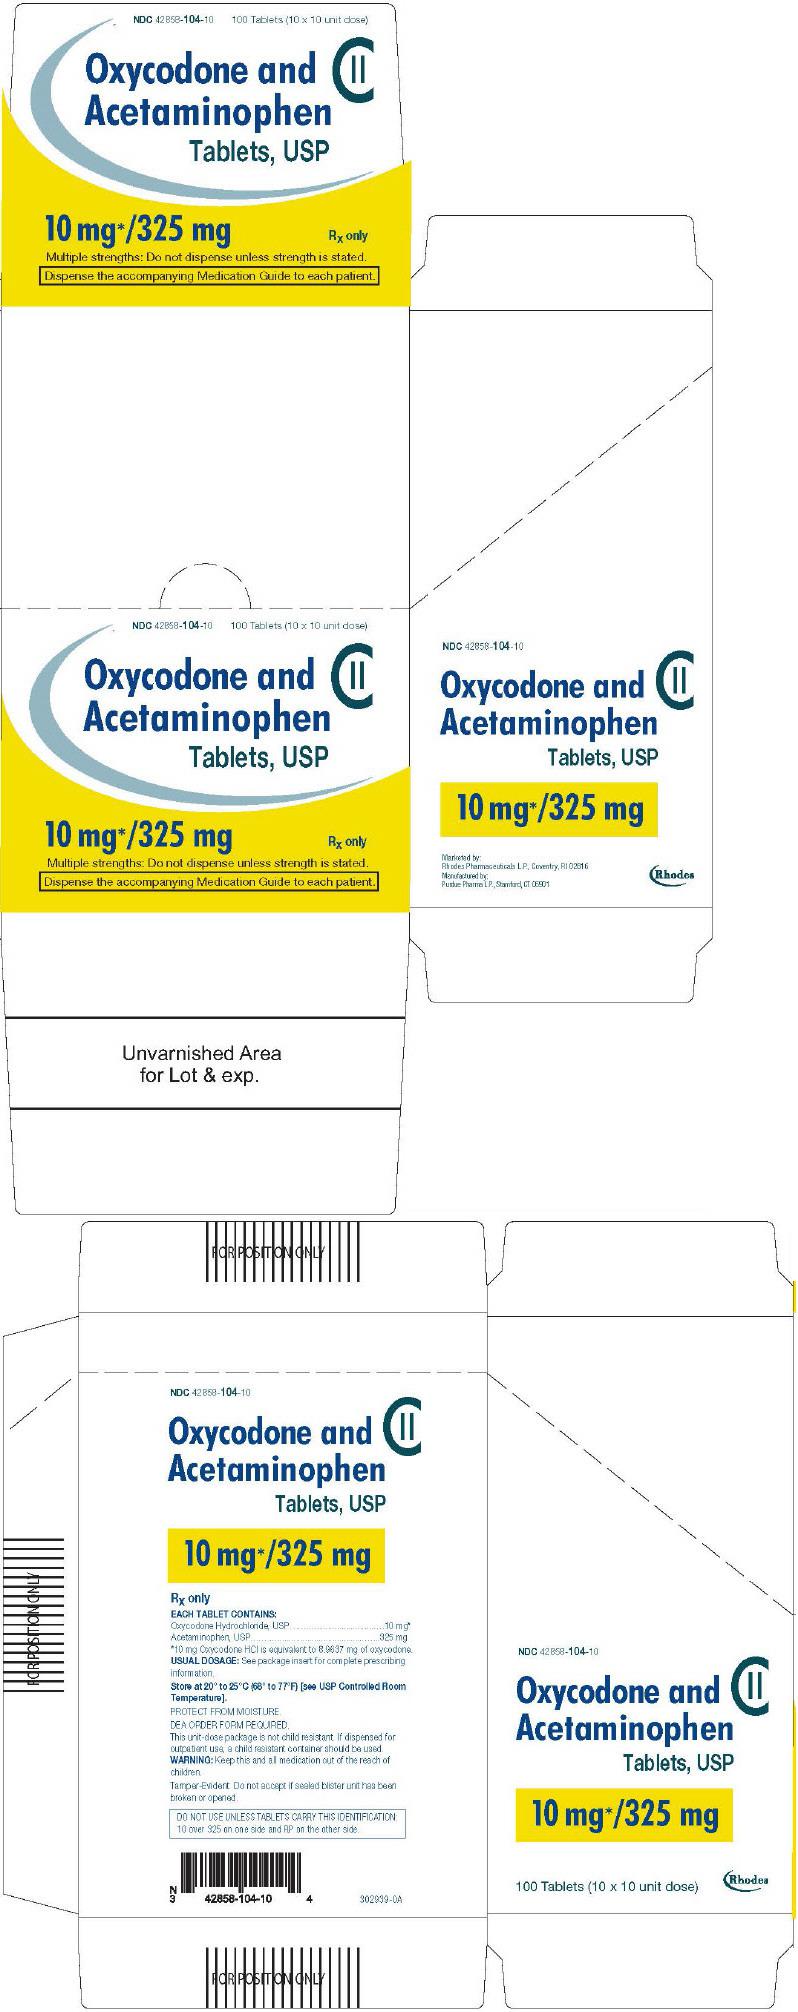 NDC 42858-104-10 100 Tablets (10 x 10 unit dose)
Oxycodone and CII
Acetaminophen
Tablets, USP
10 mg*/325 mg
Rx only
Multiple strengths: Do not dispense unless strength is stated.
Dispense the accompanying Medication Guide to each patient.
NDC 42858-104-10 100 Tablets (10 x 10 unit dose)
Oxycodone and CII
Acetaminophen
Tablets, USP
10 mg*/325 mg
Rx only
Multiple strengths: Do not dispense unless strength is stated.
Dispense the accompanying Medication Guide to each patient.
NDC 42858-104-10
Oxycodone and CII
Acetaminophen
Tablets, USP
10 mg*/325 mg
Marketed by:
Rhodes Pharmaceuticals L.P., Coventry, RI 02816
Manufactured by:
Purdue Pharma L.P., Stamford, CT 06901
Rhodes
Unvarnished Area
for Lot & exp.
FOR POSITION ONLY
FOR POSITION ONLY
NDC 42858-104-10
Oxycodone and CII
Acetaminophen
Tablets, USP
10 mg*/325 mg
Rx only
EACH TABLET CONTAINS:
Oxycodone Hydrochloride, USP..................................10 mg*
Acetaminophen, USP..............................................325 mg
*10 mg Oxycodone HCl is equivalent to 8.9637 mg of oxycodone.
USUAL DOSAGE: See package insert for complete prescribing
information.
Store at 20° to 25°C (68° to 77°F) [see USP Controlled Room
Temperature].
PROTECT FROM MOISTURE.
DEA ORDER FORM REQUIRED.
This unit-dose package is not child resistant. If dispensed for
outpatient use, a child resistant container should be used.
WARNING: Keep this and all medication out of the reach of
children.
Tamper-Evident: Do not accept if sealed blister unit has been
broken or opened.
DO NOT USE UNLESS TABLETS CARRY THIS IDENTIFICATION:
10 over 325 on one side and RP on the other side.
N
3 42858-104-10 4
302939-0A
FOR POSITION ONLY
NDC 42858-104-10
Oxycodone and CII
Acetaminophen
Tablets, USP
10 mg*/325 mg
100 Tablets (10 x 10 unit dose)
Rhodes